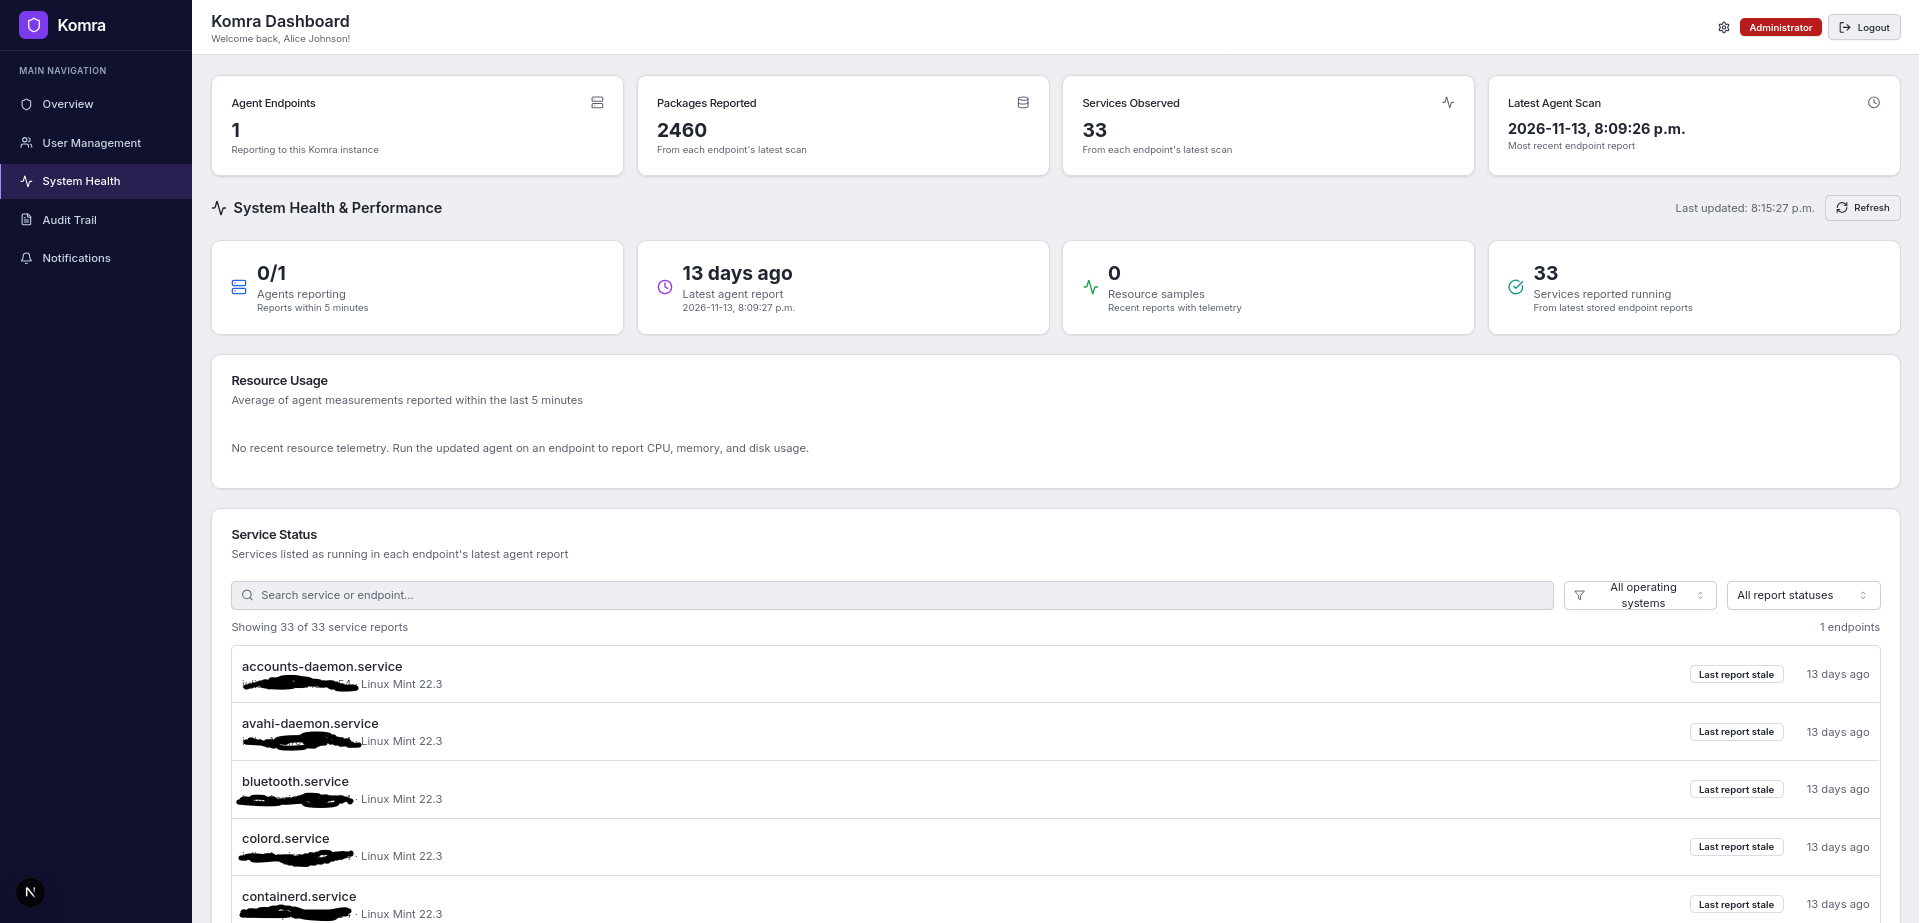 Komra
MAIN NAVIGATION
Overview
User Management
System Health
Audit Trail
Notifications
N
Komra Dashboard
Welcome back, Alice Johnson!
Administrator
Logout
Agent Endpoints
1
Reporting to this Komra instance
Packages Reported
2460
From each endpoint's latest scan
Services Observed
33
From each endpoint's latest scan
Latest Agent Scan
2026-11-13, 8:09:26 p.m.
Most recent endpoint report
System Health & Performance
Last updated: 8:15:27 p.m.
Refresh
0/1
Agents reporting
Reports within 5 minutes
13 days ago
Latest agent report
2026-11-13, 8:09:27 p.m.
0
Resource samples
Recent reports with telemetry
33
Services reported running
From latest stored endpoint reports
Resource Usage
Average of agent measurements reported within the last 5 minutes
No recent resource telemetry. Run the updated agent on an endpoint to report CPU, memory, and disk usage.
Service Status
Services listed as running in each endpoint's latest agent report
Search service or endpoint...
All operating
systems
All report statuses
Showing 33 of 33 service reports
1 endpoints
accounts-daemon.service
· Linux Mint 22.3
Last report stale
13 days ago
avahi-daemon.service
Linux Mint 22.3
Last report stale
13 days ago
bluetooth.service
· Linux Mint 22.3
Last report stale
13 days ago
colord.service
· Linux Mint 22.3
Last report stale
13 days ago
containerd.service
· Linux Mint 22.3
Last report stale
13 days ago